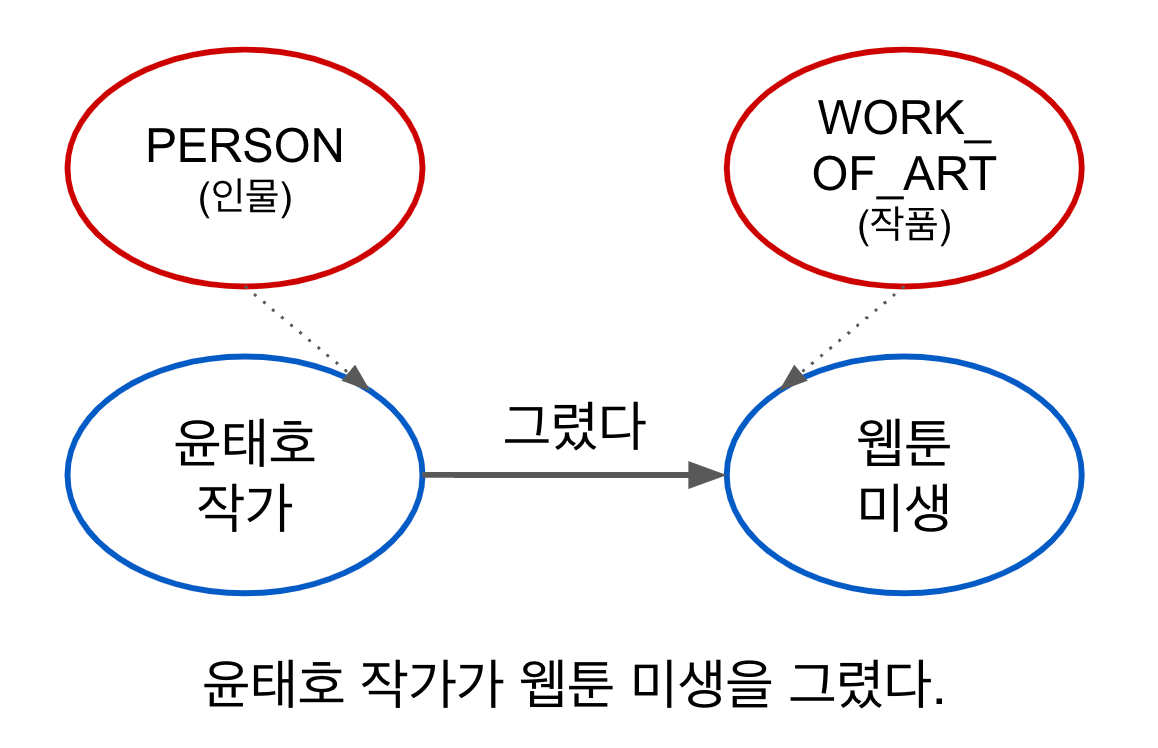 PERSON
(인물)
WORK_
OF_ART
(작품)
윤태호
작가
그렸다
웹툰
미생
윤태호 작가가 웹툰 미생을 그렸다.